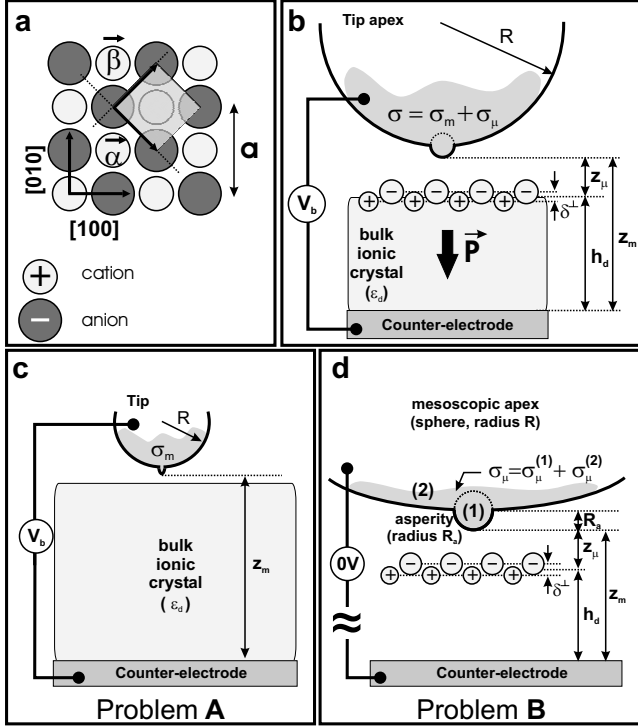 a
β
α
a
[010]
[100]
+ cation
− anion
b
Tip apex
R
σ = σm + σμ
Vb
− − − −
+ + + +
zμ
δ⊥
hd
zm
bulk
ionic
crystal
(εd)
P
Counter-electrode
c
Tip
R
σm
Vb
bulk
ionic
crystal
(εd)
zm
Counter-electrode
Problem A
d
mesoscopic apex
(sphere, radius R)
σμ=σμ(1) + σμ(2)
(2)
(1)
asperity
(radius Ra)
Ra
zμ
− − − −
+ + + +
δ⊥
0V
hd
zm
Counter-electrode
Problem B